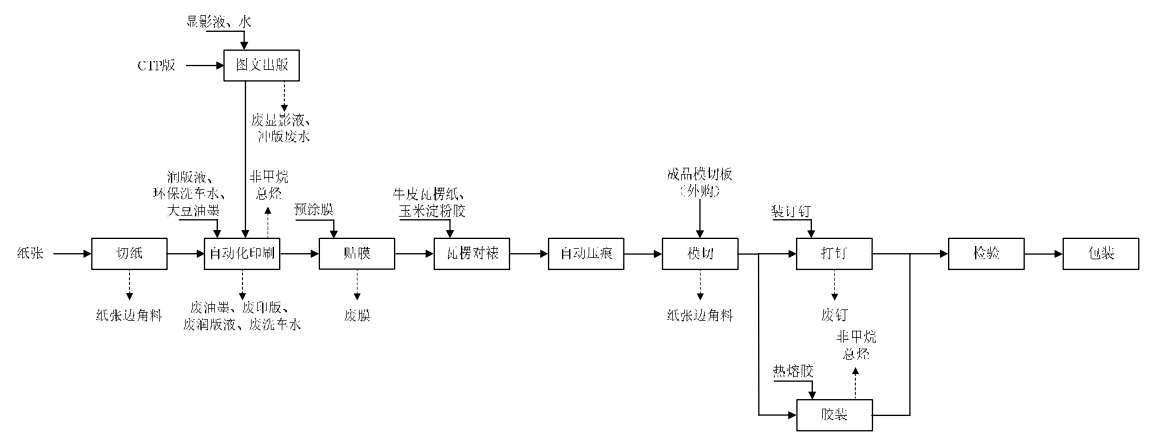 显影液、水
CTP版
图文出版
废显影液、
冲版废水
润版液、
环保洗车水、
大豆油墨
非甲烷
总烃
预涂膜
牛皮瓦楞纸、
玉米淀粉胶
成品模切板
（外购）
装订钉
纸张
切纸
自动化印刷
贴膜
瓦楞对裱
自动压痕
模切
打钉
检验
包装
纸张边角料
废油墨、废印版、
废润版液、废洗车水
废膜
纸张边角料
废钉
非甲烷
总烃
热熔胶
胶装